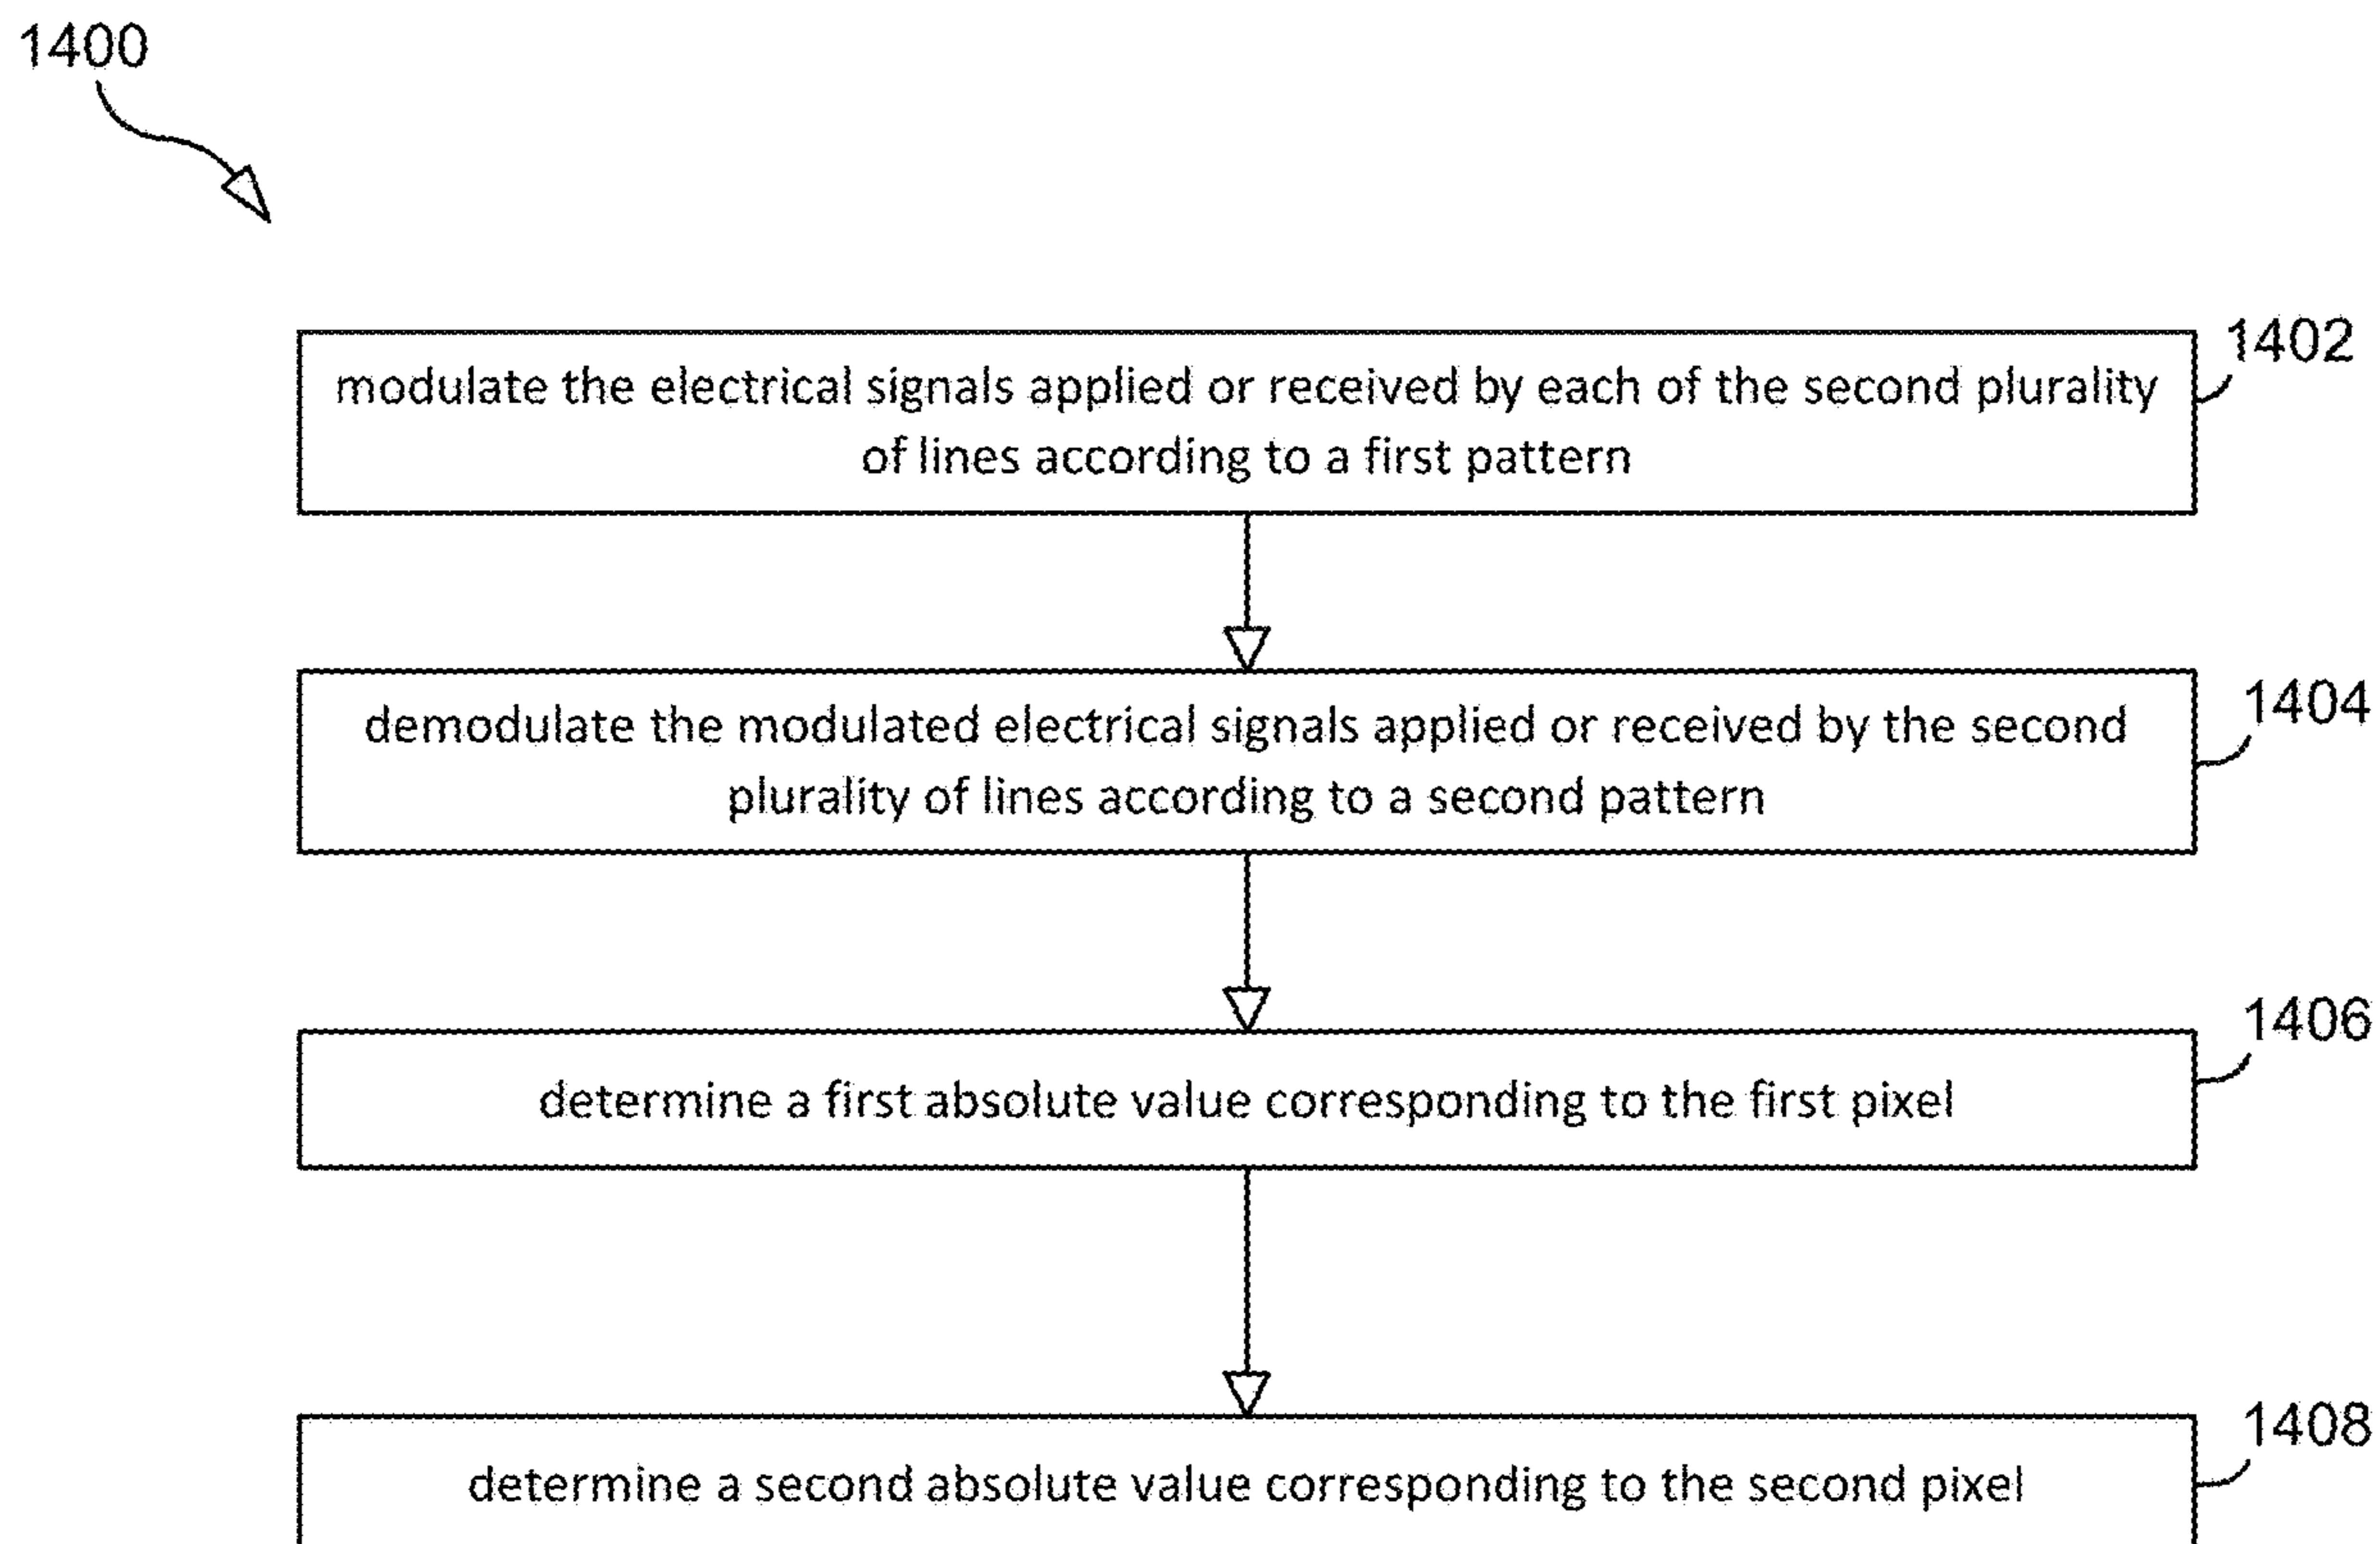 1400
1402
modulate the electrical signals applied or received by each of the second plurality
of lines according to a first pattern
1404
demodulate the modulated electrical signals applied or received by the second
plurality of lines according to a second pattern
1406
determine a first absolute value corresponding to the first pixel
1408
determine a second absolute value corresponding to the second pixel